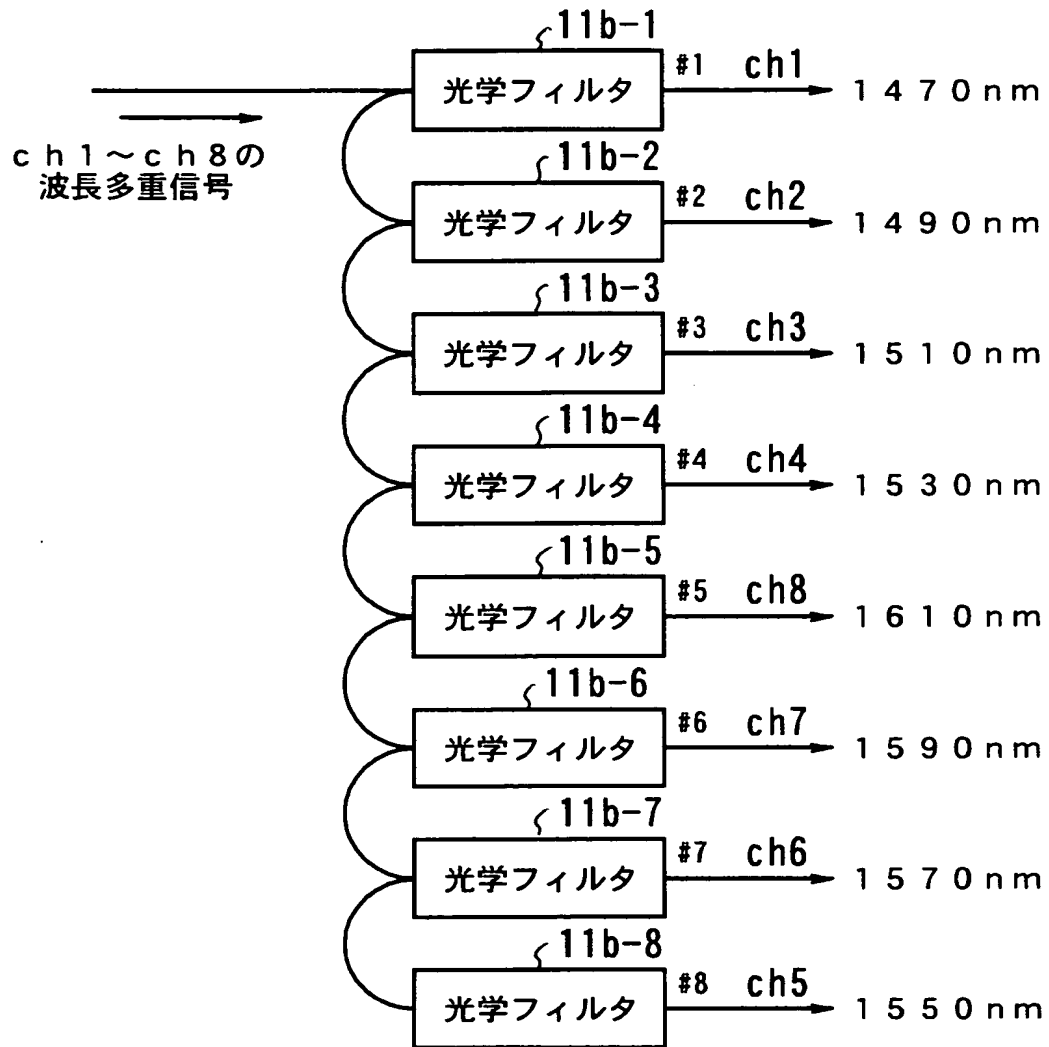 11b-1
光学フィルタ #1 ch1 1470nm
ch1~ch8の
波長多重信号
11b-2
光学フィルタ #2 ch2 1490nm
11b-3
光学フィルタ #3 ch3 1510nm
11b-4
光学フィルタ #4 ch4 1530nm
11b-5
光学フィルタ #5 ch8 1610nm
11b-6
光学フィルタ #6 ch7 1590nm
11b-7
光学フィルタ #7 ch6 1570nm
11b-8
光学フィルタ #8 ch5 1550nm